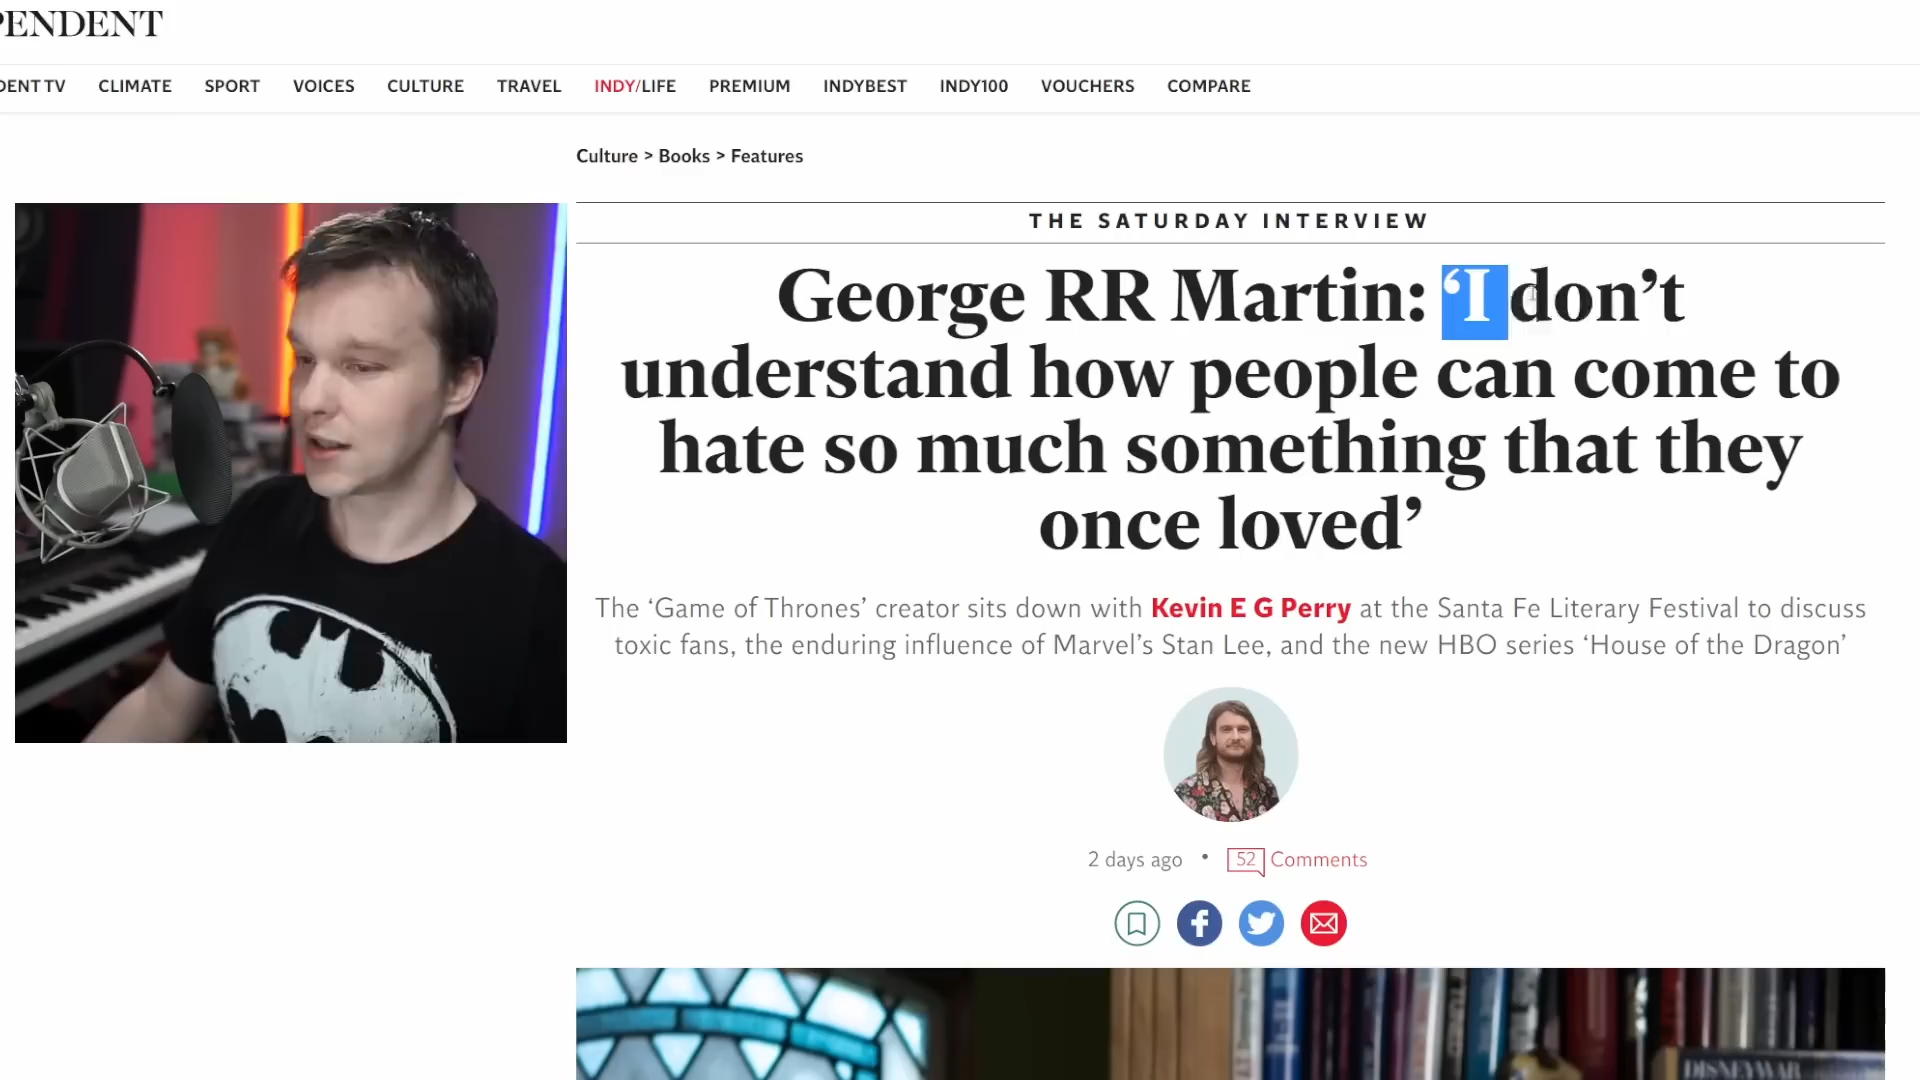 PENDENT
DENT TV CLIMATE SPORT VOICES CULTURE TRAVEL INDY/LIFE PREMIUM INDYBEST INDY100 VOUCHERS COMPARE
Culture > Books > Features
THE SATURDAY INTERVIEW
George RR Martin: ‘I don’t
understand how people can come to
hate so much something that they
once loved’
The ‘Game of Thrones’ creator sits down with Kevin E G Perry at the Santa Fe Literary Festival to discuss
toxic fans, the enduring influence of Marvel’s Stan Lee, and the new HBO series ‘House of the Dragon’
2 days ago • 52 Comments
DISNEYWAR